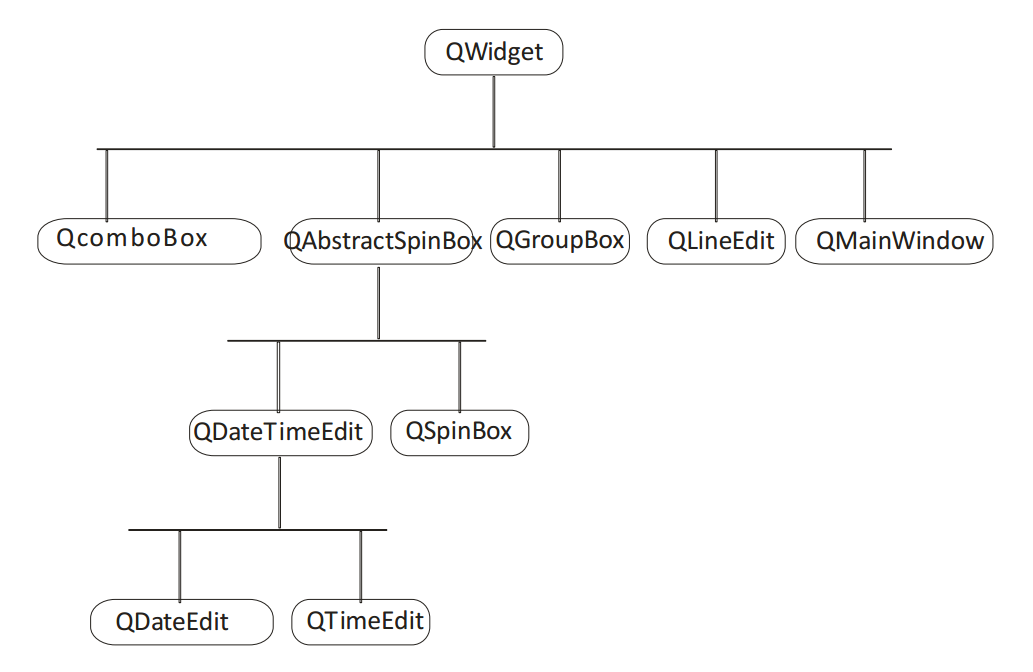 QWidget
QcomboBox
QAbstractSpinBox
QGroupBox
QLineEdit
QMainWindow
QDateTimeEdit
QSpinBox
QDateEdit
QTimeEdit